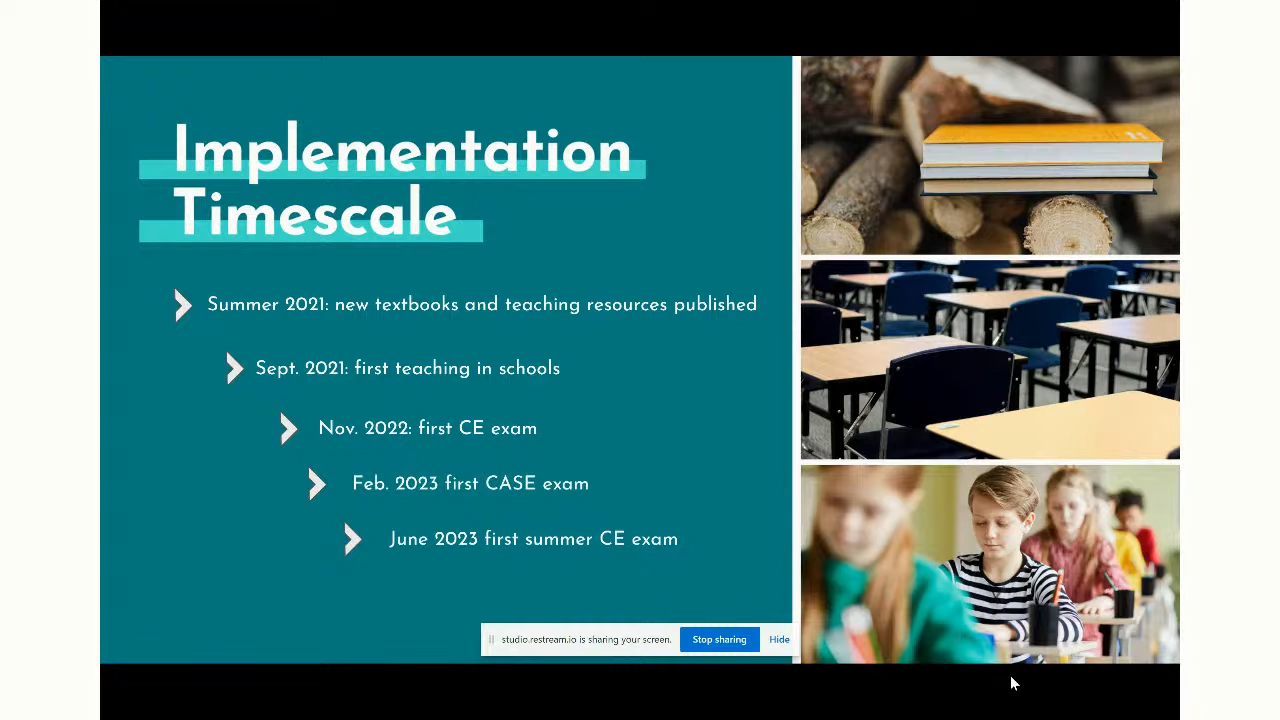 Implementation
Timescale
Summer 2021: new textbooks and teaching resources published
Sept. 2021: first teaching in schools
Nov. 2022: first CE exam
Feb. 2023 first CASE exam
June 2023 first summer CE exam
studio.restream.io is sharing your screen. Stop sharing Hide